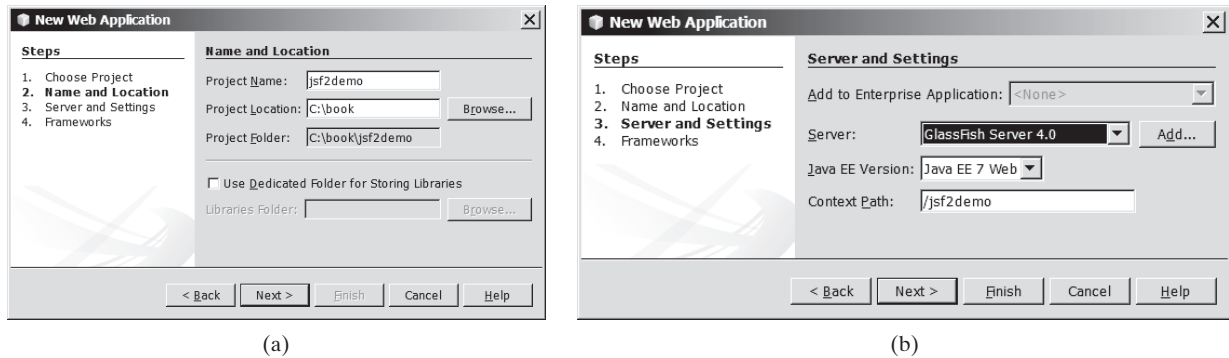 New Web Application
Steps
1. Choose Project
2. Name and Location
3. Server and Settings
4. Frameworks
Name and Location
Project Name: jsf2demo
Project Location: C:\book Browse...
Project Folder: C:\book\jsf2demo
Use Dedicated Folder for Storing Libraries
Libraries Folder: Browse...
< Back Next > Finish Cancel Help
(a)
New Web Application
Steps
1. Choose Project
2. Name and Location
3. Server and Settings
4. Frameworks
Server and Settings
Add to Enterprise Application: <None>
Server: GlassFish Server 4.0 Add...
Java EE Version: Java EE 7 Web
Context Path: /jsf2demo
< Back Next > Finish Cancel Help
(b)